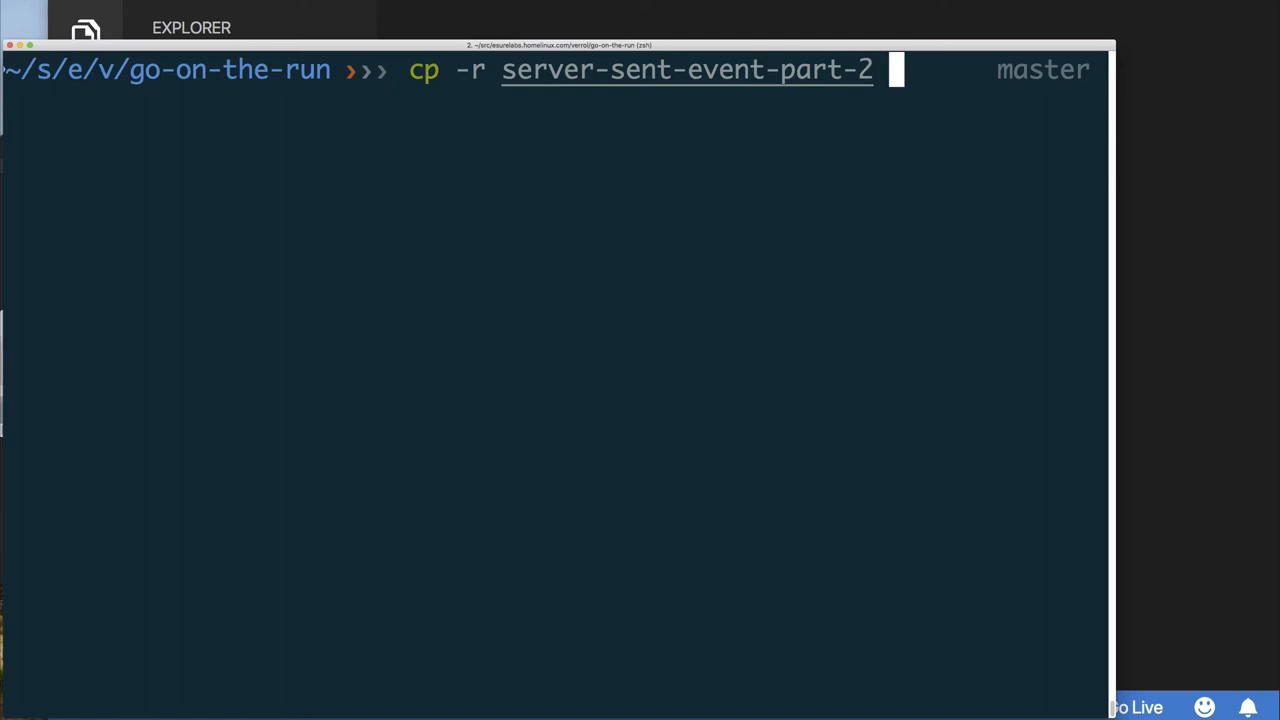 EXPLORER
2. ~/src/esurelabs.homelinux.com/verrol/go-on-the-run (zsh)
~/s/e/v/go-on-the-run ❯❯❯ cp -r server-sent-event-part-2 master
Go Live